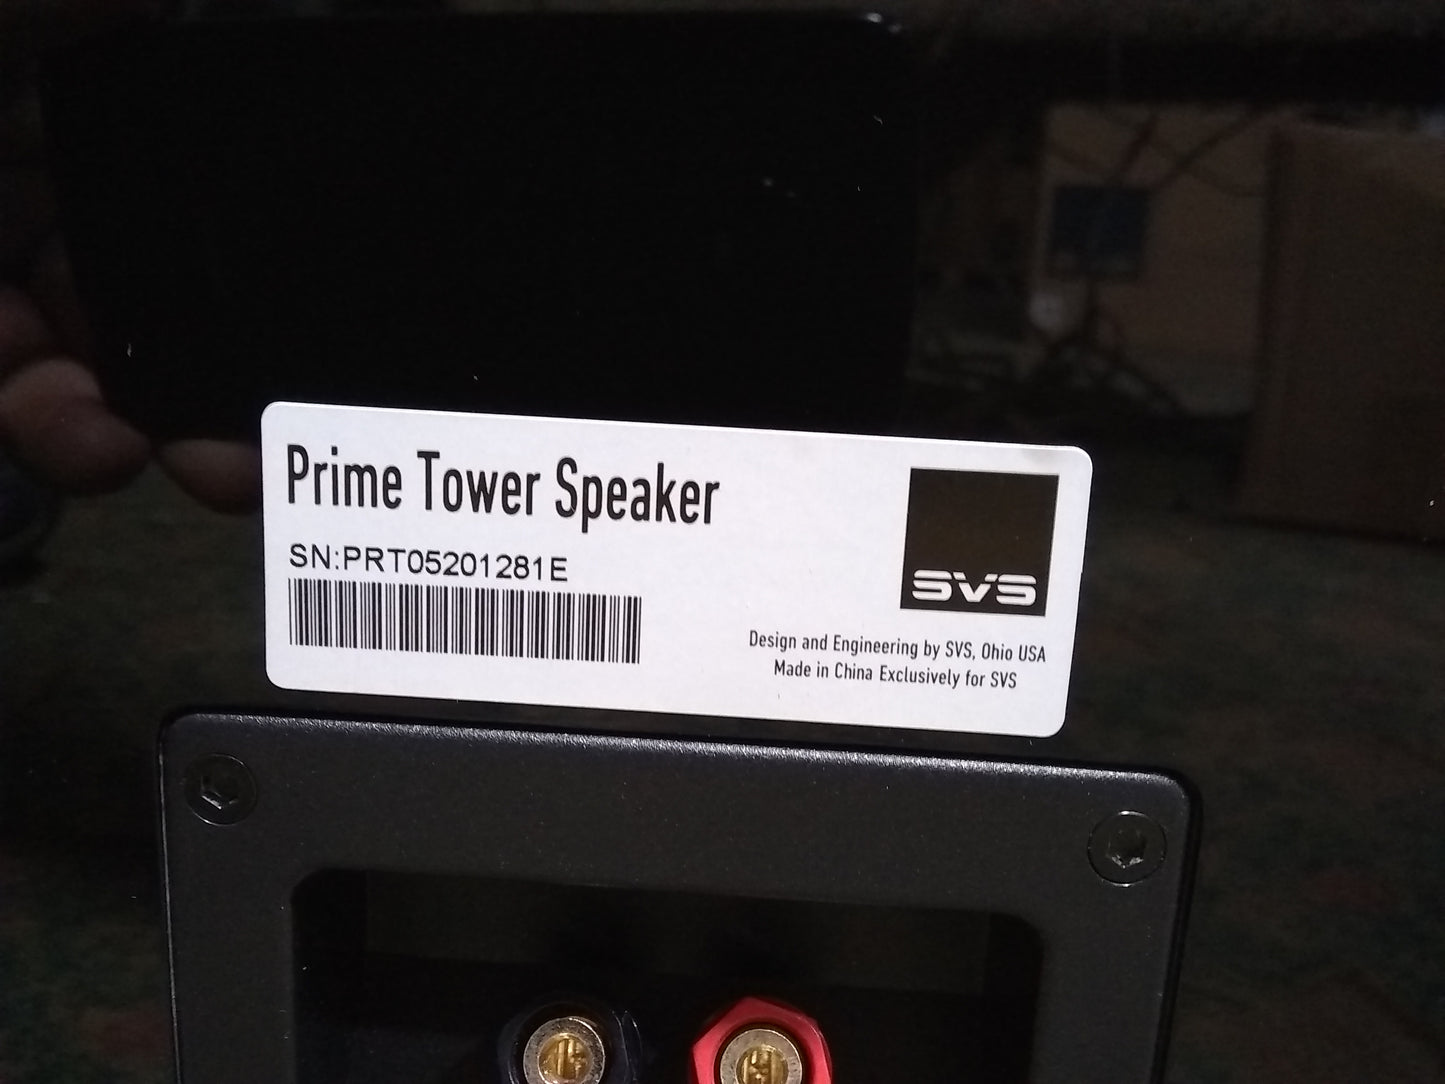 Prime Tower Speaker
SN:PRT05201281E
SVS
Design and Engineering by SVS, Ohio USA
Made in China Exclusively for SVS